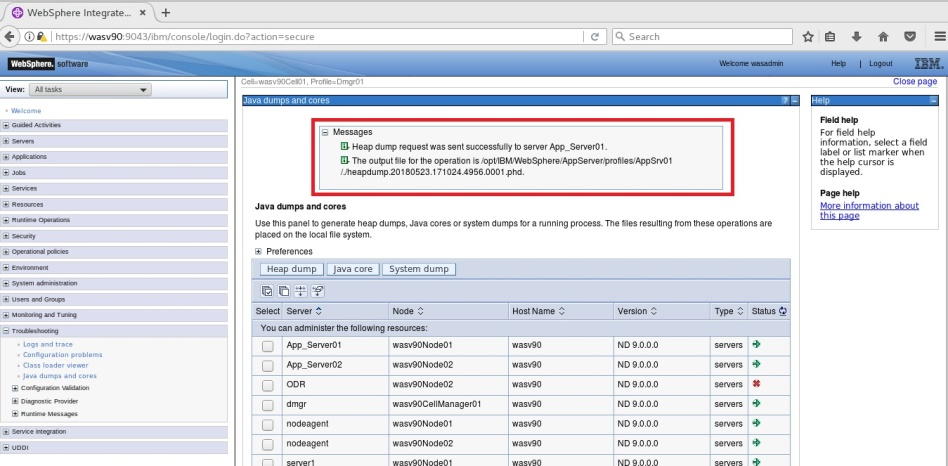 WebSphere Integrate...
https://wasv90:9043/ibm/console/login.do?action=secure
Search
WebSphere. software
Welcome wasadmin
Help | Logout
IBM.
View: All tasks
Welcome
Guided Activities
Servers
Applications
Jobs
Services
Resources
Runtime Operations
Security
Operational policies
Environment
System administration
Users and Groups
Monitoring and Tuning
Troubleshooting
Logs and trace
Configuration problems
Class loader viewer
Java dumps and cores
Configuration Validation
Diagnostic Provider
Runtime Messages
Service integration
UDDI
Cell=wasv90Cell01, Profile=Dmgr01
Close page
Java dumps and cores
Messages
Heap dump request was sent successfully to server App_Server01.
The output file for the operation is /opt/IBM/WebSphere/AppServer/profiles/AppSrv01
/./heapdump.20180523.171024.4956.0001.phd.
Java dumps and cores
Use this panel to generate heap dumps, Java cores or system dumps for a running process. The files resulting from these operations are
placed on the local file system.
Preferences
Heap dump Java core System dump
Select Server Node Host Name Version Type Status
You can administer the following resources:
App_Server01 wasv90Node01 wasv90 ND 9.0.0.0 servers
App_Server02 wasv90Node02 wasv90 ND 9.0.0.0 servers
ODR wasv90Node02 wasv90 ND 9.0.0.0 servers
dmgr wasv90CellManager01 wasv90 ND 9.0.0.0 servers
nodeagent wasv90Node01 wasv90 ND 9.0.0.0 servers
nodeagent wasv90Node02 wasv90 ND 9.0.0.0 servers
server1 wasv90Node01 wasv90 ND 9.0.0.0 servers
Help
Field help
For field help
information, select a field
label or list marker when
the help cursor is
displayed.
Page help
More information about
this page